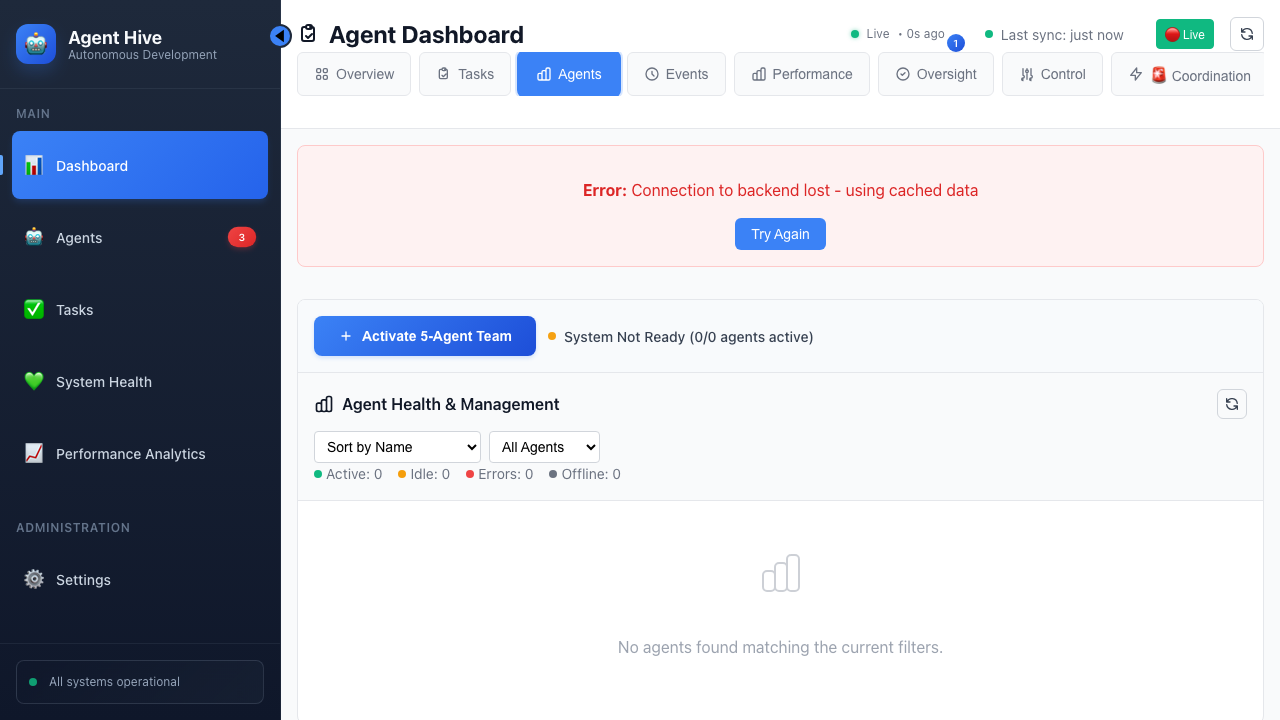 Agent Hive
Autonomous Development
MAIN
Dashboard
Agents
3
Tasks
System Health
Performance Analytics
ADMINISTRATION
Settings
All systems operational
Agent Dashboard
Live • 0s ago
1
Last sync: just now
Live
Overview
Tasks
Agents
Events
Performance
Oversight
Control
Coordination
Error: Connection to backend lost - using cached data
Try Again
Activate 5-Agent Team
System Not Ready (0/0 agents active)
Agent Health & Management
Sort by Name
All Agents
Active: 0
Idle: 0
Errors: 0
Offline: 0
No agents found matching the current filters.